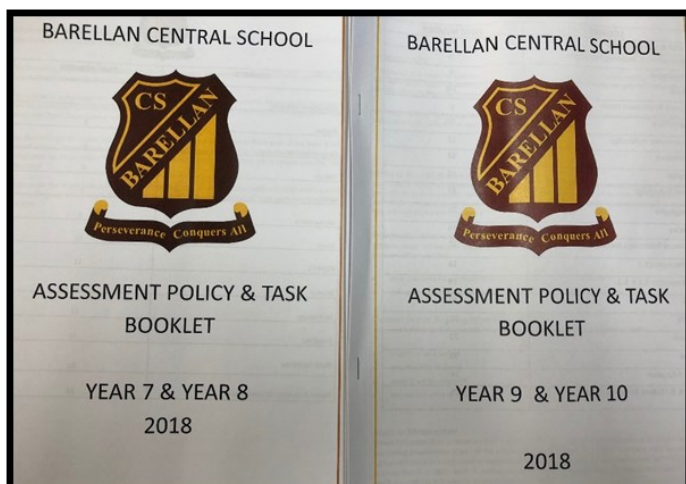 BARELLAN CENTRAL SCHOOL
CS
BARELLAN
Perseverance Conquers All
ASSESSMENT POLICY & TASK
BOOKLET
YEAR 7 & YEAR 8
2018
BARELLAN CENTRAL SCHOOL
CS
BARELLAN
Perseverance Conquers All
ASSESSMENT POLICY & TASK
BOOKLET
YEAR 9 & YEAR 10
2018